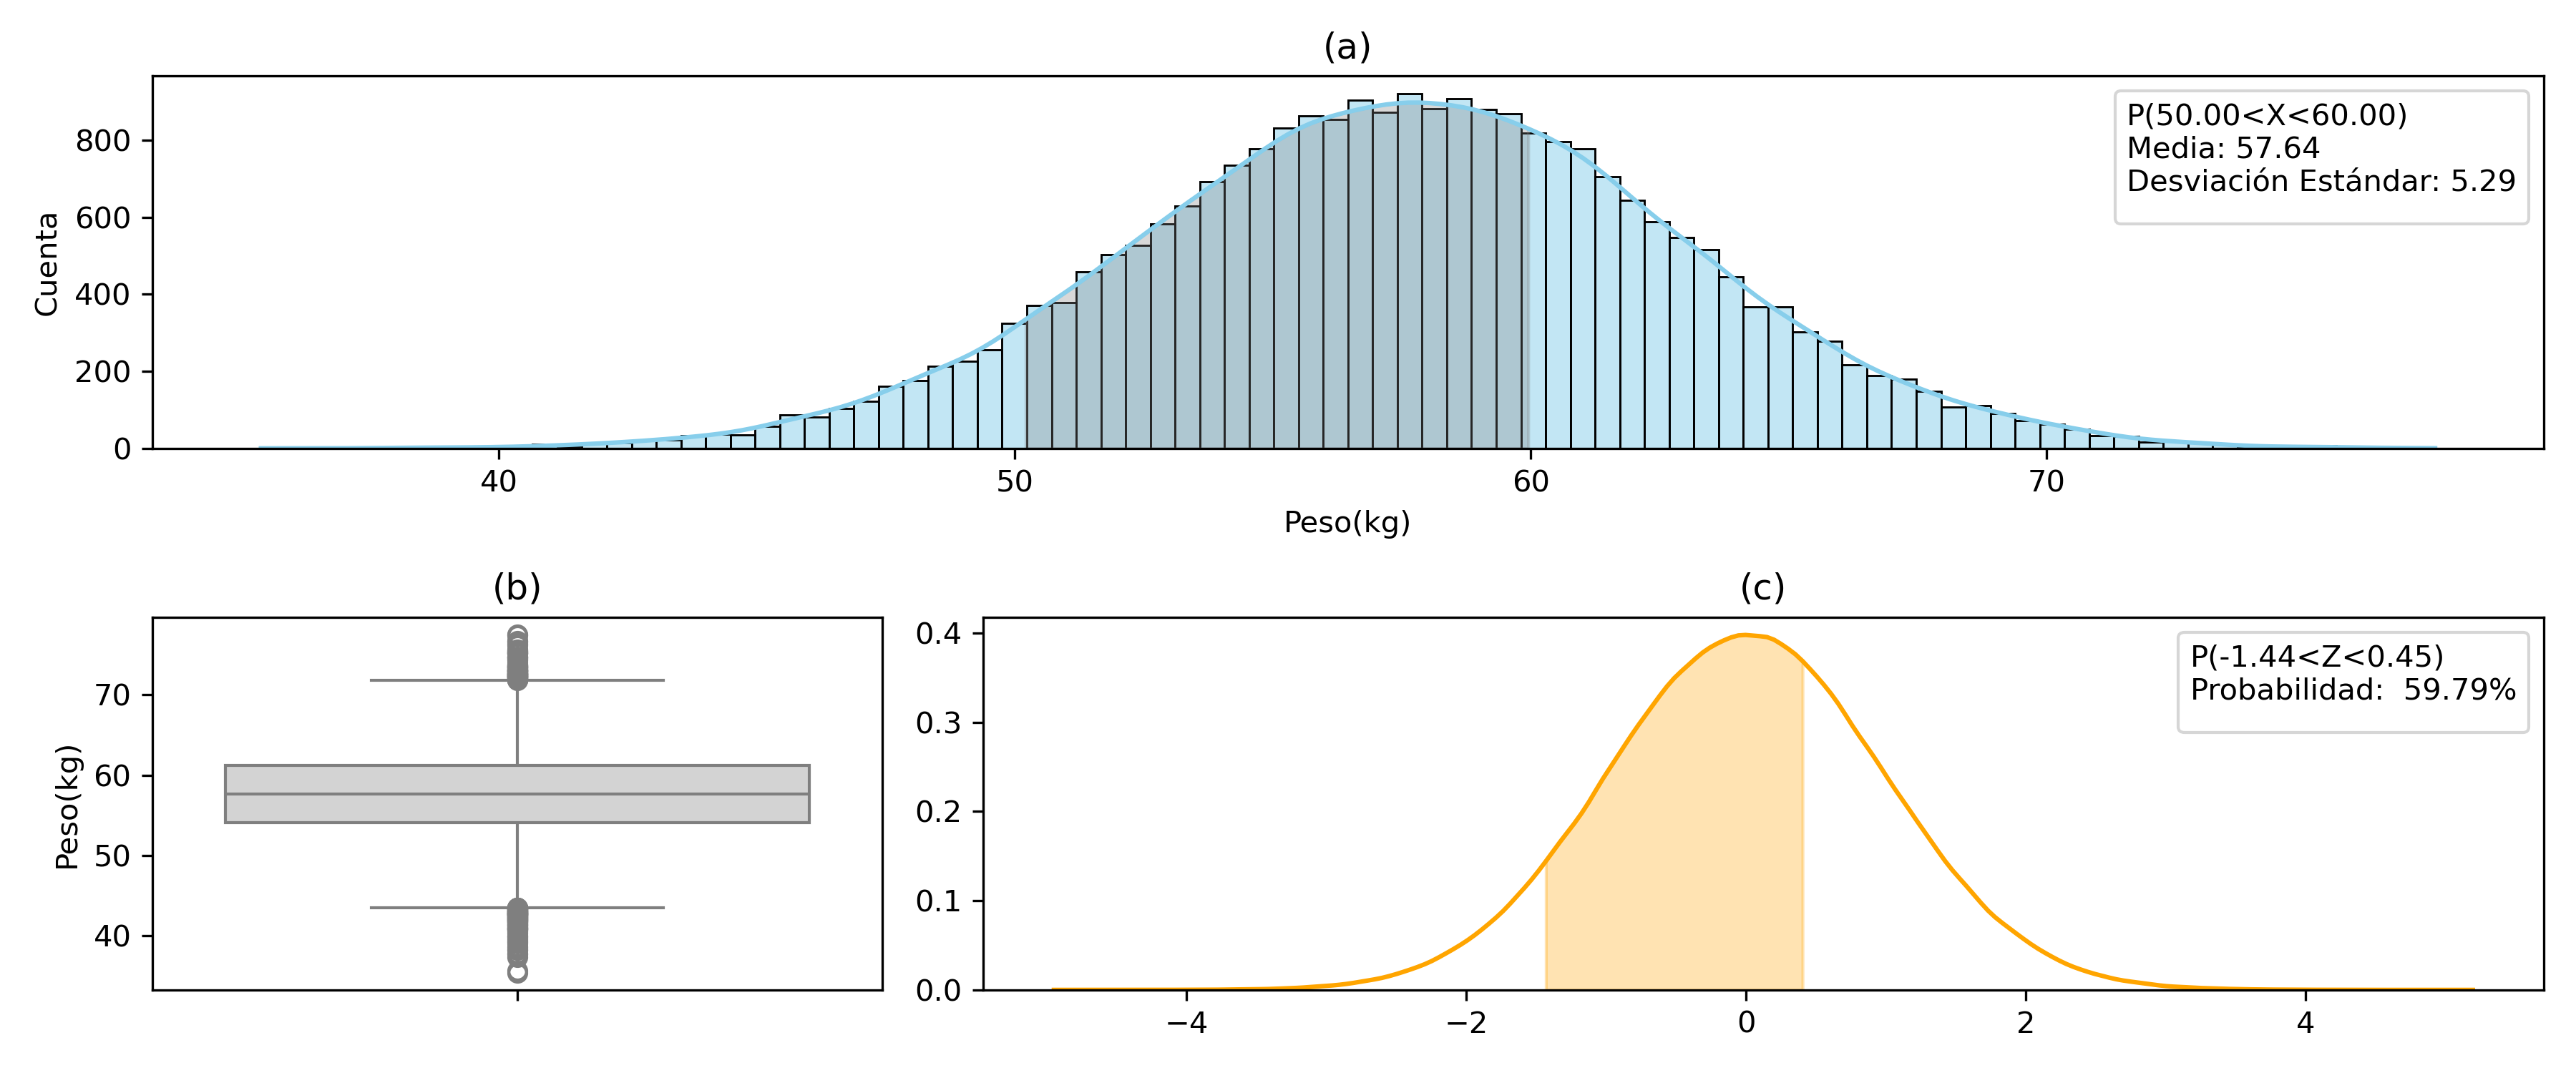 (a)
P(50.00<X<60.00)
Media: 57.64
Desviación Estándar: 5.29
Cuenta
800
600
400
200
0
40 50 60 70
Peso(kg)
(b)
Peso(kg)
70
60
50
40
(c)
P(-1.44<Z<0.45)
Probabilidad:  59.79%
0.4
0.3
0.2
0.1
0.0
−4 −2 0 2 4